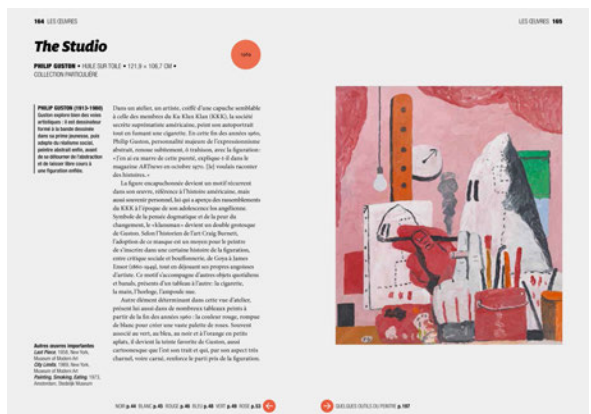 164 LES ŒUVRES
LES ŒUVRES 165
The Studio
1969
PHILIP GUSTON • HUILE SUR TOILE • 121,9 × 106,7 CM •
COLLECTION PARTICULIÈRE
PHILIP GUSTON (1913-1980)
Guston explore bien des voies
artistiques : il est dessinateur
formé à la bande dessinée
dans sa prime jeunesse, puis
adepte du réalisme social,
peintre abstrait enfin, avant
de se détourner de l'abstraction
et de laisser libre cours à
une figuration enfilée.
Dans un atelier, un artiste, coiffé d'une capuche semblable
à celle des membres du Ku Klux Klan (KKK), la société
secrète suprématiste américaine, peint son autoportrait
tout en fumant une cigarette. En cette fin des années 1960,
Philip Guston, personnalité majeure de l'expressionnisme
abstrait, renoue subitement, ô trahison, avec la figuration :
« J'en ai eu marre de cette pureté, explique-t-il dans le
magazine ARTnews en octobre 1970. [Je] voulais raconter
des histoires. »
La figure encapuchonnée devient un motif récurrent
dans son œuvre, référence à l'histoire américaine, mais
aussi souvenir personnel, lui qui a aperçu des rassemblements
du KKK à l'époque de son adolescence los angélienne.
Symbole de la pensée dogmatique et de la peur du
changement, le « klansman » devient un double grotesque
de Guston. Selon l'historien de l'art Craig Burnett,
l'adoption de ce masque est un moyen pour le peintre
de s'inscrire dans une certaine histoire de la figuration,
entre critique sociale et bouffonnerie, de Goya à James
Ensor (1860-1949), tout en déjouant ses propres angoisses
d'artiste. Ce motif s'accompagne d'autres objets quotidiens
et banals, présents d'un tableau à l'autre : la cigarette,
la main, l'horloge, l'ampoule nue.
Autre élément déterminant dans cette vue d'atelier,
présent lui aussi dans de nombreux tableaux peints à
partir de la fin des années 1960 : la couleur rouge, rompue
de blanc pour créer une vaste palette de roses. Souvent
associé au vert, au bleu, au noir et à l'orange en petits
aplats, il devient la teinte favorite de Guston, aussi
cartoonesque que l'est son trait et qui, par son aspect très
charnel, voire carné, renforce le parti pris de la figuration.
Autres œuvres importantes
Last Piece, 1958, New York,
Museum of Modern Art
City Limits, 1969, New York,
Museum of Modern Art
Painting, Smoking, Eating, 1973,
Amsterdam, Stedelijk Museum
NOIR p.44 BLANC p.45 ROUGE p.46 BLEU p.48 VERT p.49 ROSE p.53
QUELQUES OUTILS DU PEINTRE p.107